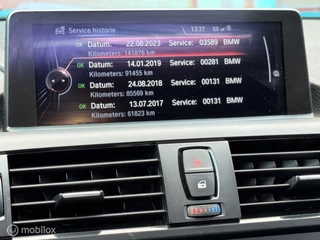 Service historie
13:37
OK Datum: 22.08.2023 Service: 03589 BMW
Kilometers: 141876 km
OK Datum: 14.01.2019 Service: 00281 BMW
Kilometers: 91455 km
OK Datum: 24.08.2018 Service: 00131 BMW
Kilometers: 85569 km
OK Datum: 13.07.2017 Service: 00131 BMW
Kilometers: 61823 km
© mobilox